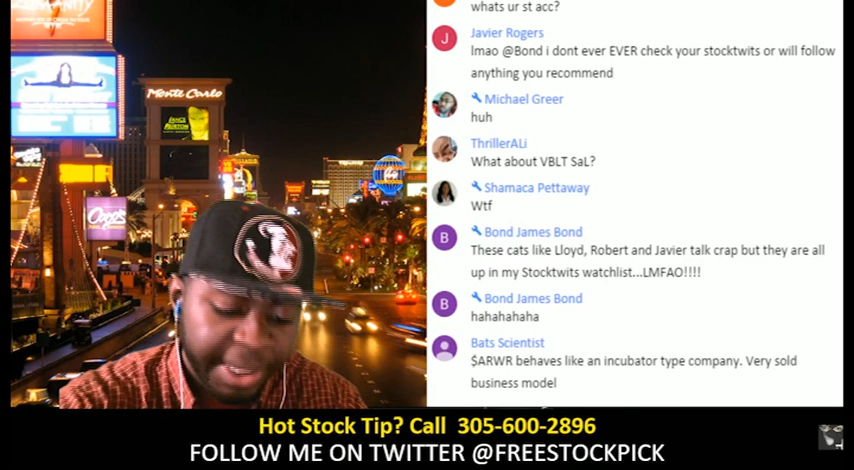 HUMANITY
Monte Carlo
LANCE
BURTON
whats ur st acc?
J
Javier Rogers
lmao @Bond i dont ever EVER check your stocktwits or will follow
anything you recommend
Michael Greer
huh
ThrillerALi
What about VBLT SaL?
Shamaca Pettaway
Wtf
B
Bond James Bond
These cats like Lloyd, Robert and Javier talk crap but they are all
up in my Stocktwits watchlist...LMFAO!!!!
B
Bond James Bond
hahahahaha
Bats Scientist
$ARWR behaves like an incubator type company. Very sold
business model
Hot Stock Tip? Call 305-600-2896
FOLLOW ME ON TWITTER @FREESTOCKPICK